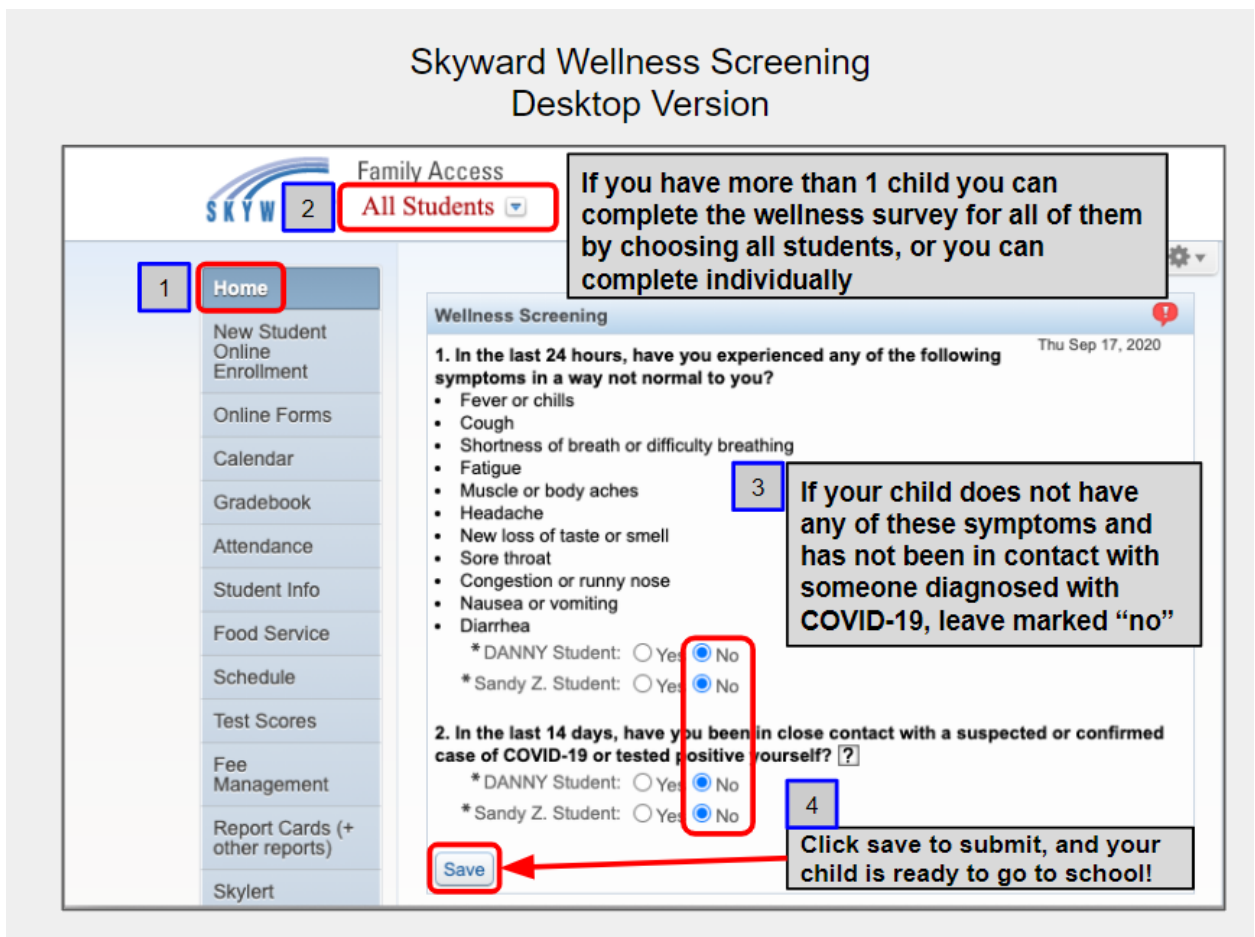 Skyward Wellness Screening
Desktop Version
Family Access
SKYW
2
All Students
If you have more than 1 child you can
complete the wellness survey for all of them
by choosing all students, or you can
complete individually
1
Home
New Student
Online
Enrollment
Online Forms
Calendar
Gradebook
Attendance
Student Info
Food Service
Schedule
Test Scores
Fee
Management
Report Cards (+
other reports)
Skylert
Wellness Screening
Thu Sep 17, 2020
1. In the last 24 hours, have you experienced any of the following
symptoms in a way not normal to you?
• Fever or chills
• Cough
• Shortness of breath or difficulty breathing
• Fatigue
• Muscle or body aches
• Headache
• New loss of taste or smell
• Sore throat
• Congestion or runny nose
• Nausea or vomiting
• Diarrhea
* DANNY Student: Yes No
* Sandy Z. Student: Yes No
3
If your child does not have
any of these symptoms and
has not been in contact with
someone diagnosed with
COVID-19, leave marked “no”
2. In the last 14 days, have you been in close contact with a suspected or confirmed
case of COVID-19 or tested positive yourself? ?
* DANNY Student: Yes No
* Sandy Z. Student: Yes No
4
Click save to submit, and your
child is ready to go to school!
Save